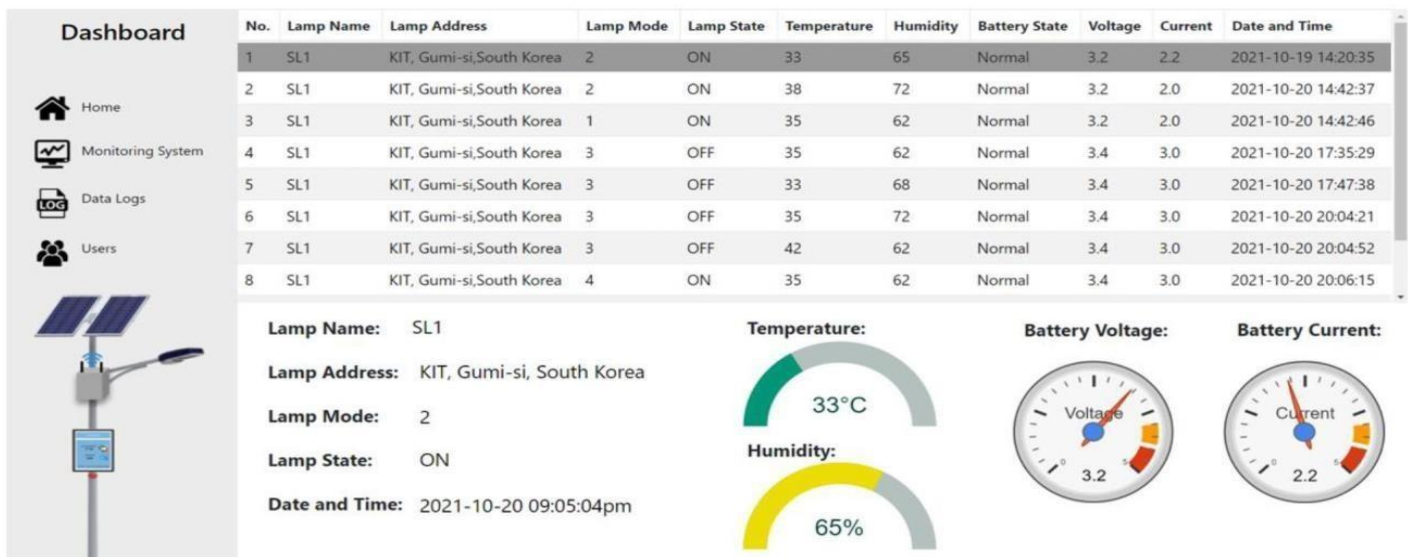 Dashboard
Home
Monitoring System
LOG
Data Logs
Users
No. Lamp Name Lamp Address Lamp Mode Lamp State Temperature Humidity Battery State Voltage Current Date and Time
1 SL1 KIT, Gumi-si,South Korea 2 ON 33 65 Normal 3.2 2.2 2021-10-19 14:20:35
2 SL1 KIT, Gumi-si,South Korea 2 ON 38 72 Normal 3.2 2.0 2021-10-20 14:42:37
3 SL1 KIT, Gumi-si,South Korea 1 ON 35 62 Normal 3.2 2.0 2021-10-20 14:42:46
4 SL1 KIT, Gumi-si,South Korea 3 OFF 35 62 Normal 3.4 3.0 2021-10-20 17:35:29
5 SL1 KIT, Gumi-si,South Korea 3 OFF 33 68 Normal 3.4 3.0 2021-10-20 17:47:38
6 SL1 KIT, Gumi-si,South Korea 3 OFF 35 72 Normal 3.4 3.0 2021-10-20 20:04:21
7 SL1 KIT, Gumi-si,South Korea 3 OFF 42 62 Normal 3.4 3.0 2021-10-20 20:04:52
8 SL1 KIT, Gumi-si,South Korea 4 ON 35 62 Normal 3.4 3.0 2021-10-20 20:06:15
Lamp Name: SL1
Lamp Address: KIT, Gumi-si, South Korea
Lamp Mode: 2
Lamp State: ON
Date and Time: 2021-10-20 09:05:04pm
Temperature:
33°C
Humidity:
65%
Battery Voltage:
Voltage
0 5
3.2
Battery Current:
Current
0 5
2.2